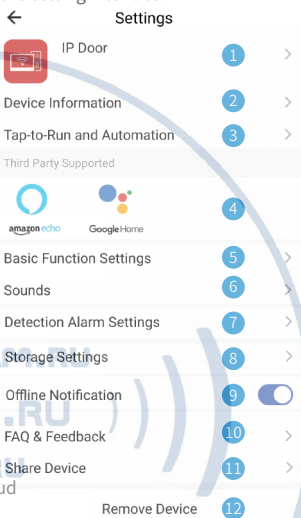 Settings
IP Door
1
Device Information
2
Tap-to-Run and Automation
3
Third Party Supported
amazon echo
Google Home
4
Basic Function Settings
5
Sounds
6
Detection Alarm Settings
7
Storage Settings
8
Offline Notification
9
.RU
FAQ & Feedback
10
Share Device
11
ud
Remove Device
12